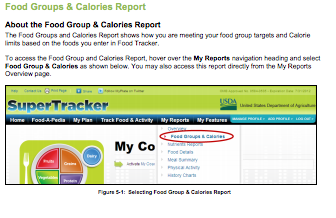 Food Groups & Calories Report
About the Food Group & Calories Report
The Food Groups and Calories Report shows how you are meeting your food group targets and Calorie
limits based on the foods you enter in Food Tracker.
To access the Food Groups and Calories Report, hover over the My Reports navigation heading and select
Food Group & Calories as shown below. You may also access this report directly from the My Reports
Overview page.
SuperTracker
USDA United States Department of Agriculture
Home Food-A-Pedia My Plan Track Food & Activity My Reports My Features
Overview
Food Groups & Calories
Nutrients Report
Food Details
Meal Summary
Physical Activity
History Charts
Fruits
Grains
Dairy
My Co
Figure 5-1: Selecting Food Group & Calories Report